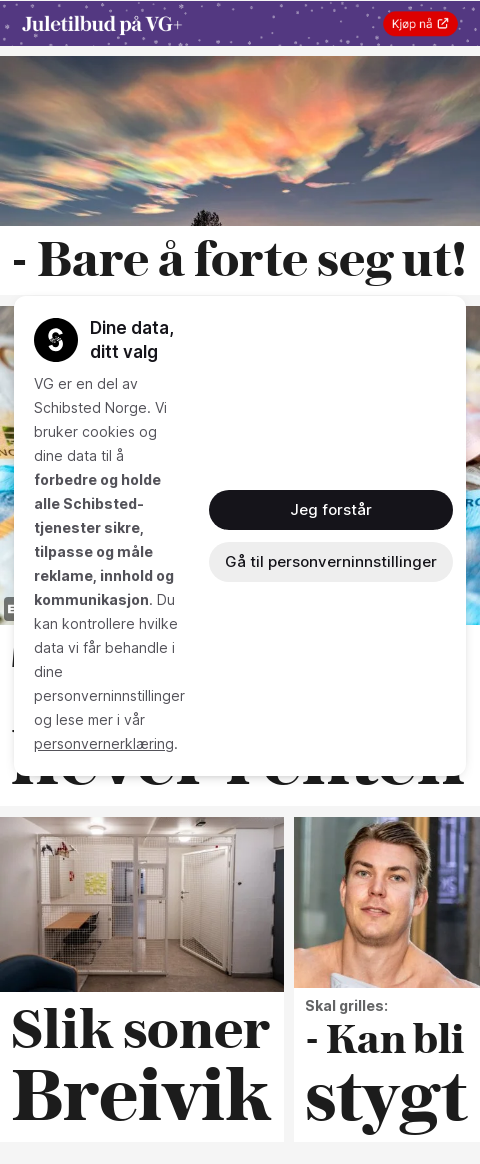 Juletilbud på VG+
Kjøp nå
- Bare å forte seg ut!
Dine data,
ditt valg
VG er en del av
Schibsted Norge. Vi
bruker cookies og
dine data til å
forbedre og holde
alle Schibsted-
tjenester sikre,
tilpasse og måle
reklame, innhold og
kommunikasjon. Du
kan kontrollere hvilke
data vi får behandle i
dine
personverninnstillinger
og lese mer i vår
personvernerklæring.
Jeg forstår
Gå til personverninnstillinger
Slik soner
Breivik
Skal grilles:
- Kan bli
stygt